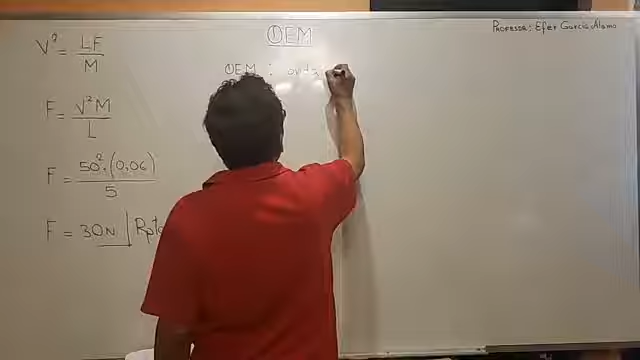 PROFESOR: Efer García Alamo
V² = LF / M
F = V²M / L
F = 50².(0,06) / 5
F = 30N Rpta
OEM
OEM :